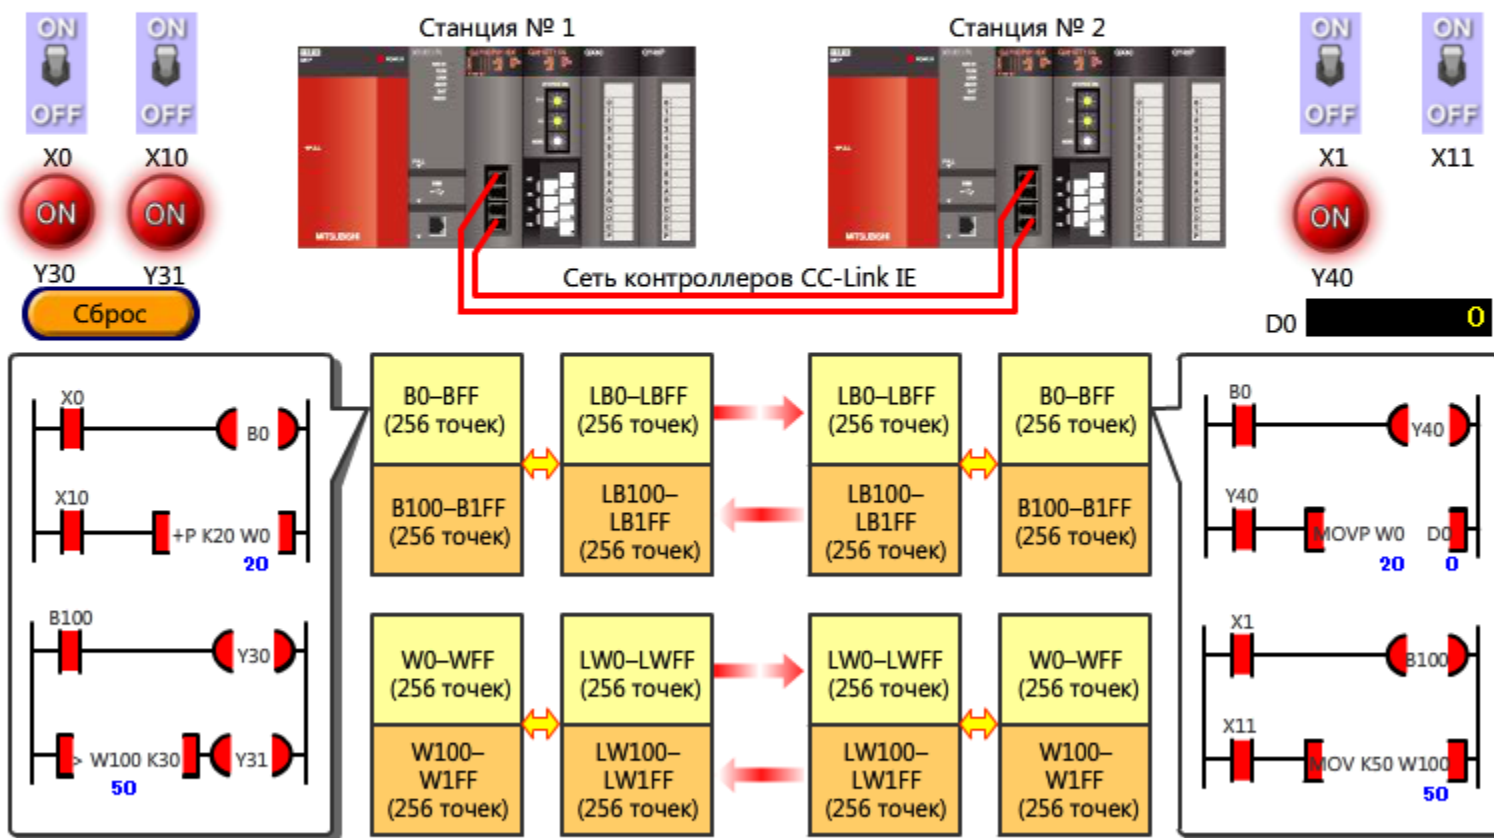 ON
ON
Станция № 1
Станция № 2
ON
ON
OFF
OFF
OFF
OFF
X0
X10
X1
X11
ON
ON
ON
MITSUBISHI
MITSUBISHI
Y30
Y31
Сеть контроллеров CC-Link IE
Y40
Сброс
D0
0
X0
B0
X10
+P K20 W0
20
B100
Y30
> W100 K30
Y31
50
B0–BFF
(256 точек)
LB0–LBFF
(256 точек)
LB0–LBFF
(256 точек)
B0–BFF
(256 точек)
B100–B1FF
(256 точек)
LB100–
LB1FF
(256 точек)
LB100–
LB1FF
(256 точек)
B100–B1FF
(256 точек)
W0–WFF
(256 точек)
LW0–LWFF
(256 точек)
LW0–LWFF
(256 точек)
W0–WFF
(256 точек)
W100–
W1FF
(256 точек)
LW100–
LW1FF
(256 точек)
LW100–
LW1FF
(256 точек)
W100–
W1FF
(256 точек)
B0
Y40
Y40
MOVP W0 D0
20 0
X1
B100
X11
MOV K50 W100
50